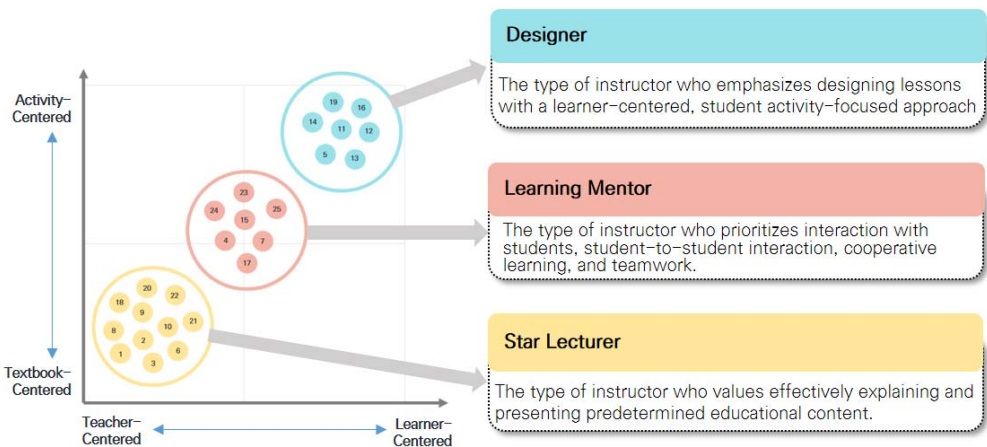 Activity-
Centered
Textbook-
Centered
Teacher-
Centered
Learner-
Centered
19
16
14
11
12
5
13
23
24
25
15
4
7
17
20
22
18
9
21
10
8
2
1
6
3
Designer
The type of instructor who emphasizes designing lessons
with a learner-centered, student activity-focused approach
Learning Mentor
The type of instructor who prioritizes interaction with
students, student-to-student interaction, cooperative
learning, and teamwork.
Star Lecturer
The type of instructor who values effectively explaining and
presenting predetermined educational content.